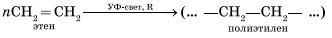 nCH₂=CH₂ УФ-свет, R → (... —CH₂—CH₂— ...)
этен полиэтилен